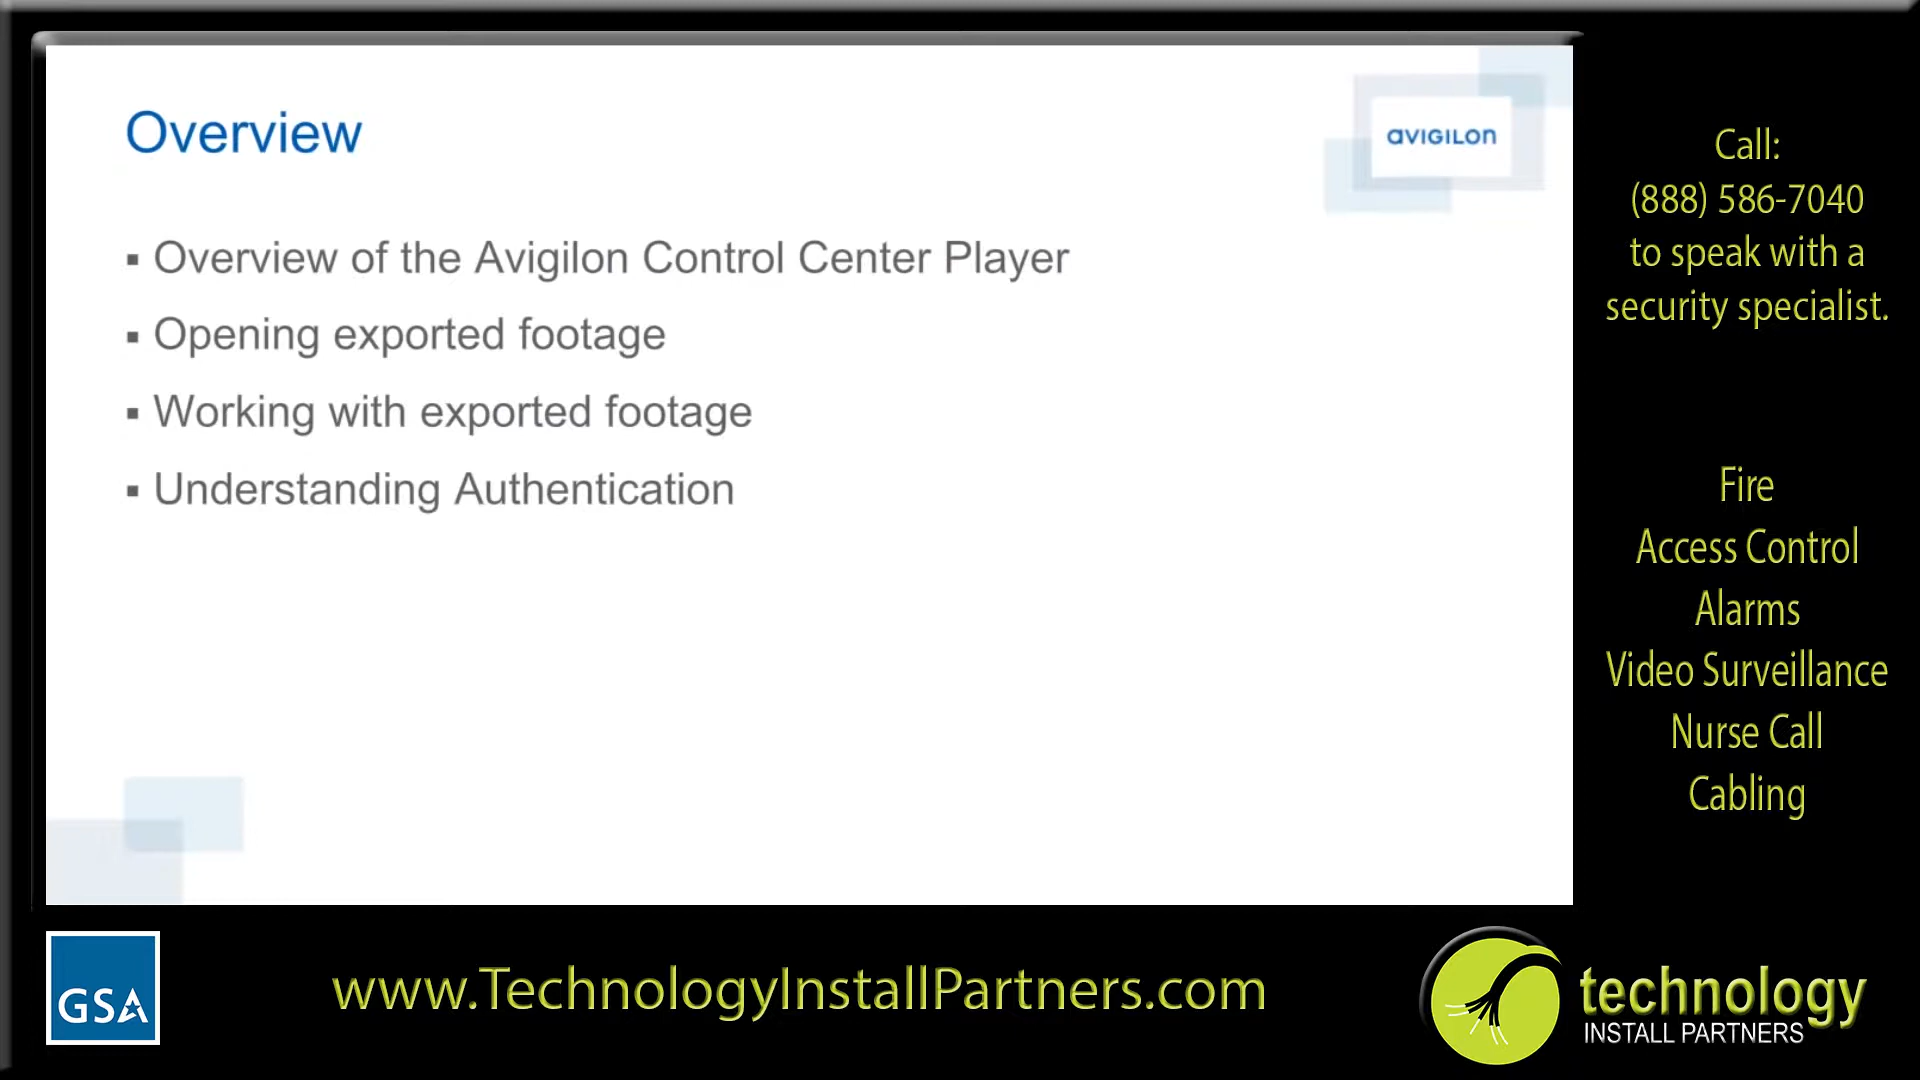 Overview
AVIGILON
▪ Overview of the Avigilon Control Center Player
▪ Opening exported footage
▪ Working with exported footage
▪ Understanding Authentication
Call:
(888) 586-7040
to speak with a
security specialist.
Fire
Access Control
Alarms
Video Surveillance
Nurse Call
Cabling
GSA
www.TechnologyInstallPartners.com
technology
INSTALL PARTNERS